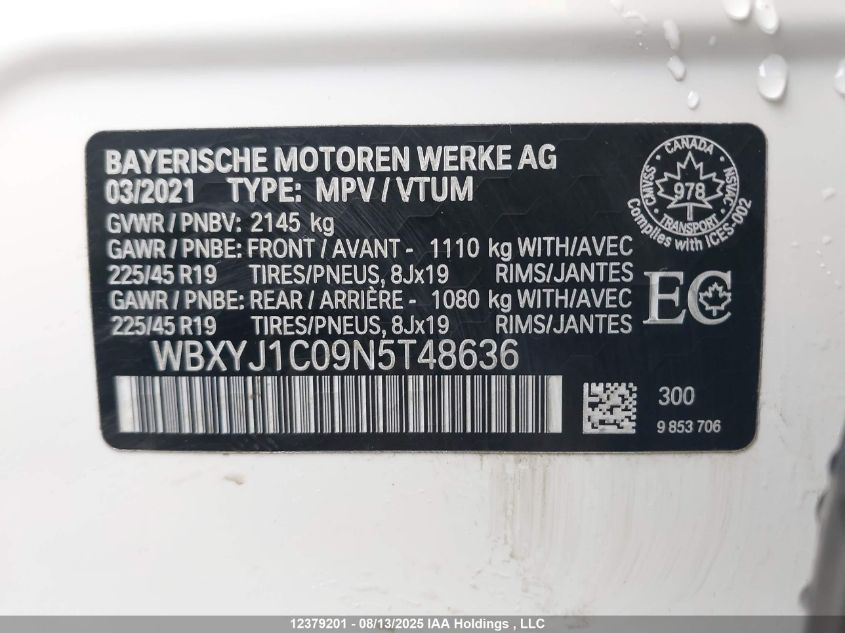 BAYERISCHE MOTOREN WERKE AG
03/2021 TYPE: MPV / VTUM
GVWR / PNBV: 2145 kg
GAWR / PNBE: FRONT / AVANT - 1110 kg WITH/AVEC
225/45 R19 TIRES/PNEUS, 8Jx19 RIMS/JANTES
GAWR / PNBE: REAR / ARRIÈRE - 1080 kg WITH/AVEC
225/45 R19 TIRES/PNEUS, 8Jx19 RIMS/JANTES
WBXYJ1C09N5T48636
CANADA
CMVSS 978 NSVAC
TRANSPORT
Complies with ICES-002
EC
300
9 853 706
12379201 - 08/13/2025 IAA Holdings , LLC